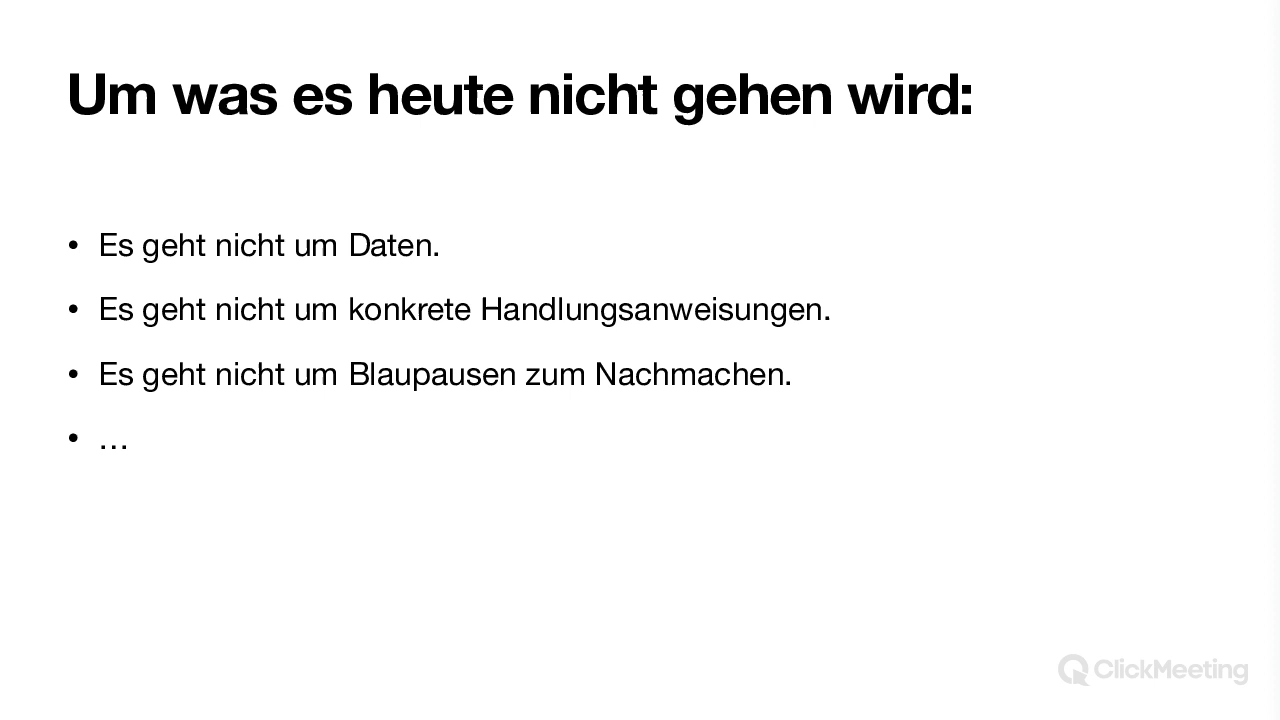 Um was es heute nicht gehen wird:
• Es geht nicht um Daten.
• Es geht nicht um konkrete Handlungsanweisungen.
• Es geht nicht um Blaupausen zum Nachmachen.
• …
ClickMeeting